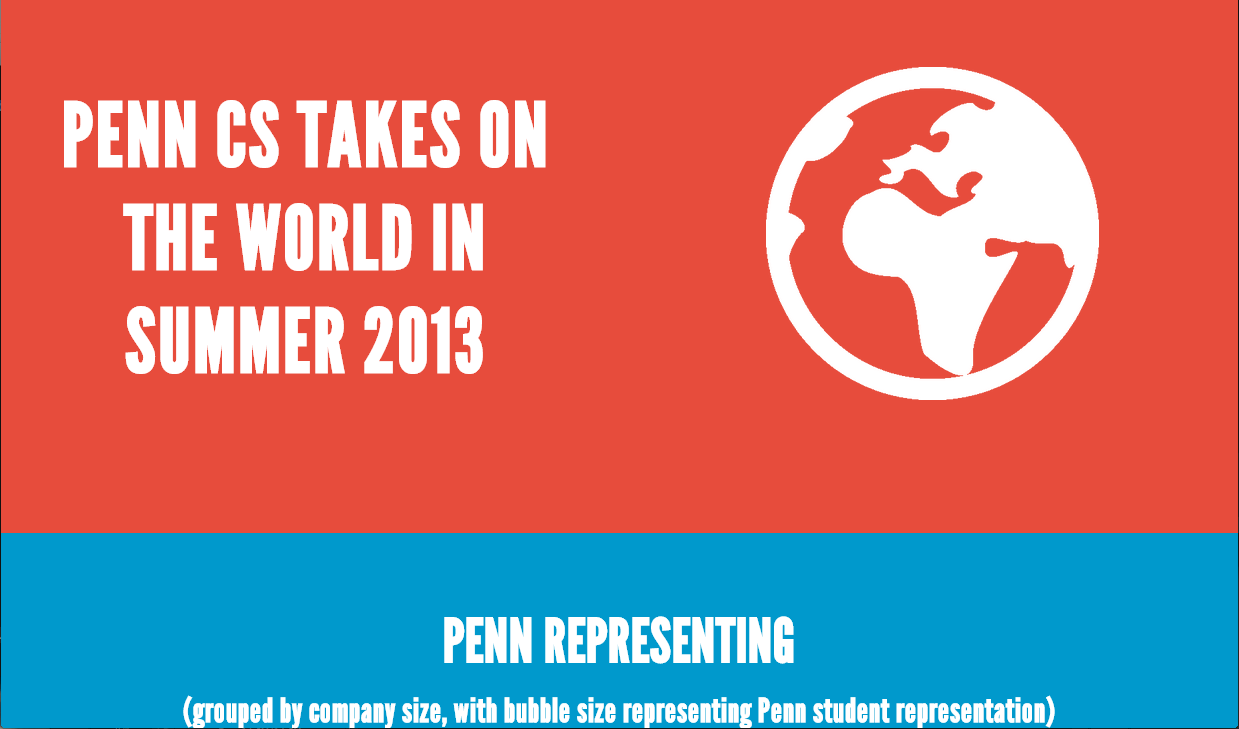 PENN CS TAKES ON
THE WORLD IN
SUMMER 2013
PENN REPRESENTING
(grouped by company size, with bubble size representing Penn student representation)